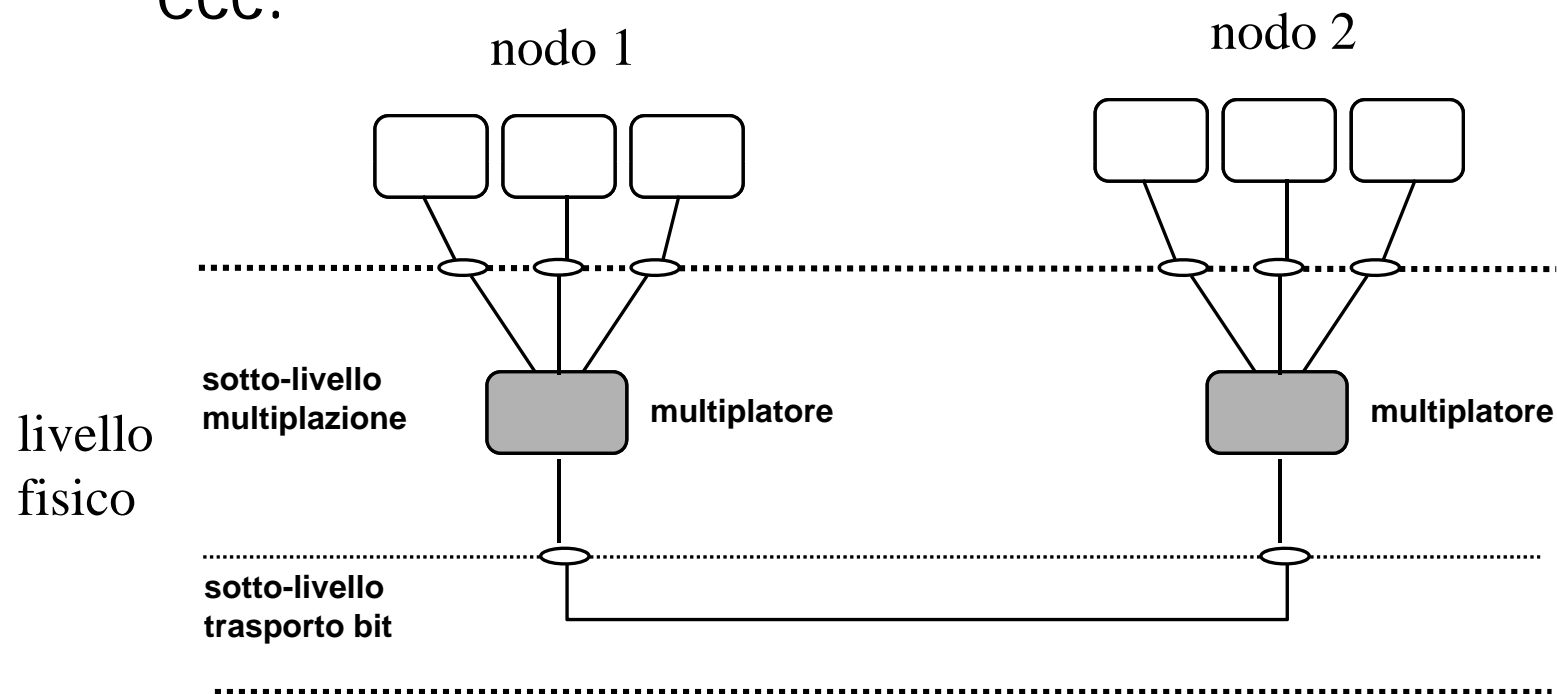 ecc.
nodo 1
nodo 2
sotto-livello
multiplazione
multiplatore
multiplatore
livello
fisico
sotto-livello
trasporto bit